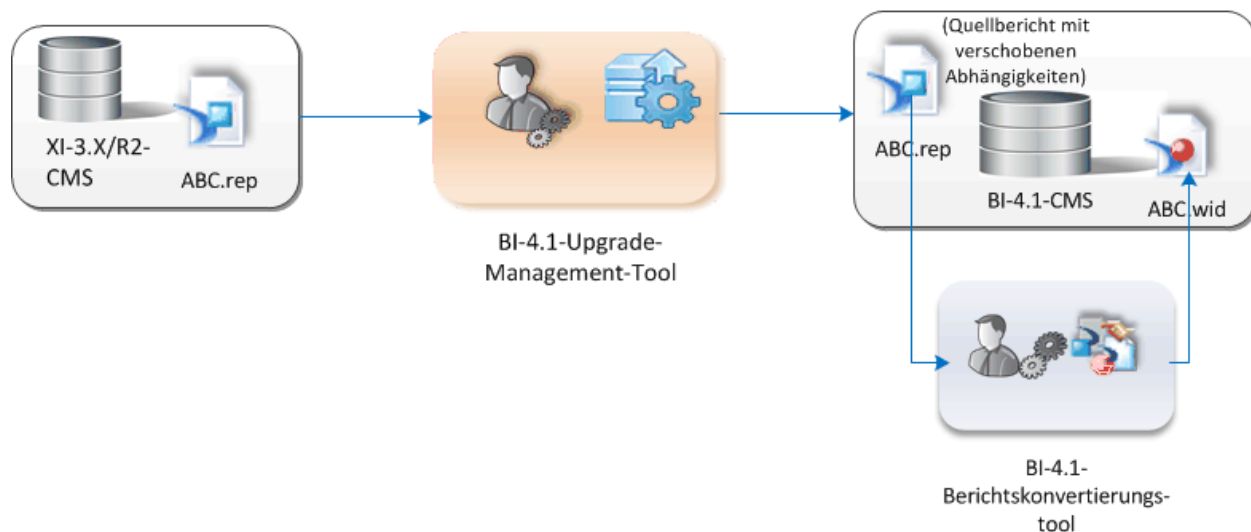 XI-3.X/R2-
CMS
ABC.rep
BI-4.1-Upgrade-
Management-Tool
(Quellbericht mit
verschobenen
Abhängigkeiten)
ABC.rep
BI-4.1-CMS
ABC.wid
BI-4.1-
Berichtskonvertierungs-
tool